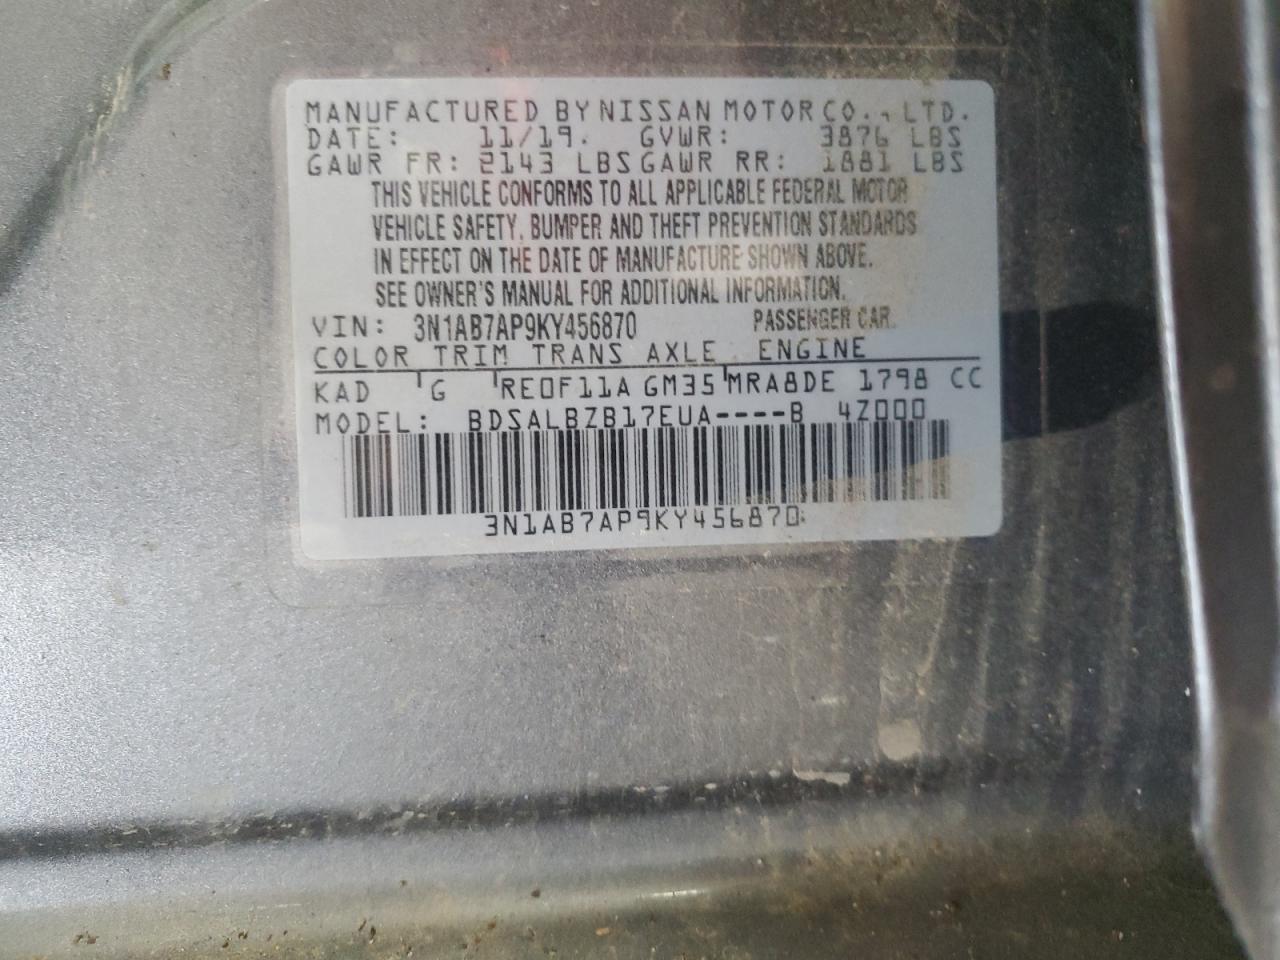 MANUFACTURED BY NISSAN MOTOR CO., LTD.
DATE: 11/19. GVWR: 3876 LBS
GAWR FR: 2143 LBS GAWR RR: 1881 LBS
THIS VEHICLE CONFORMS TO ALL APPLICABLE FEDERAL MOTOR
VEHICLE SAFETY, BUMPER AND THEFT PREVENTION STANDARDS
IN EFFECT ON THE DATE OF MANUFACTURE SHOWN ABOVE.
SEE OWNER'S MANUAL FOR ADDITIONAL INFORMATION.
VIN: 3N1AB7AP9KY456870 PASSENGER CAR.
COLOR TRIM TRANS AXLE ENGINE
KAD G RE0F11A GM35 MRA8DE 1798 CC
MODEL: BDSALBZB17EUA----B 4Z000
3N1AB7AP9KY456870